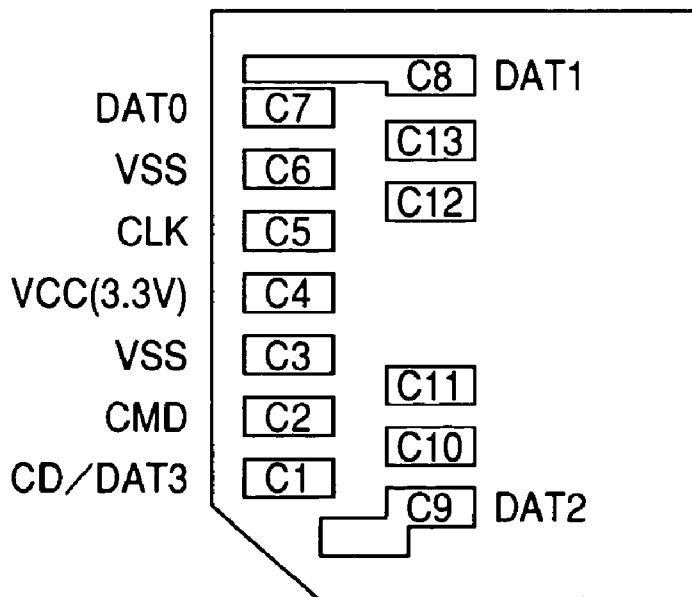 C8 DAT1
DAT0 C7
C13
VSS C6
C12
CLK C5
VCC(3.3V) C4
VSS C3
C11
CMD C2
C10
CD/DAT3 C1
C9 DAT2